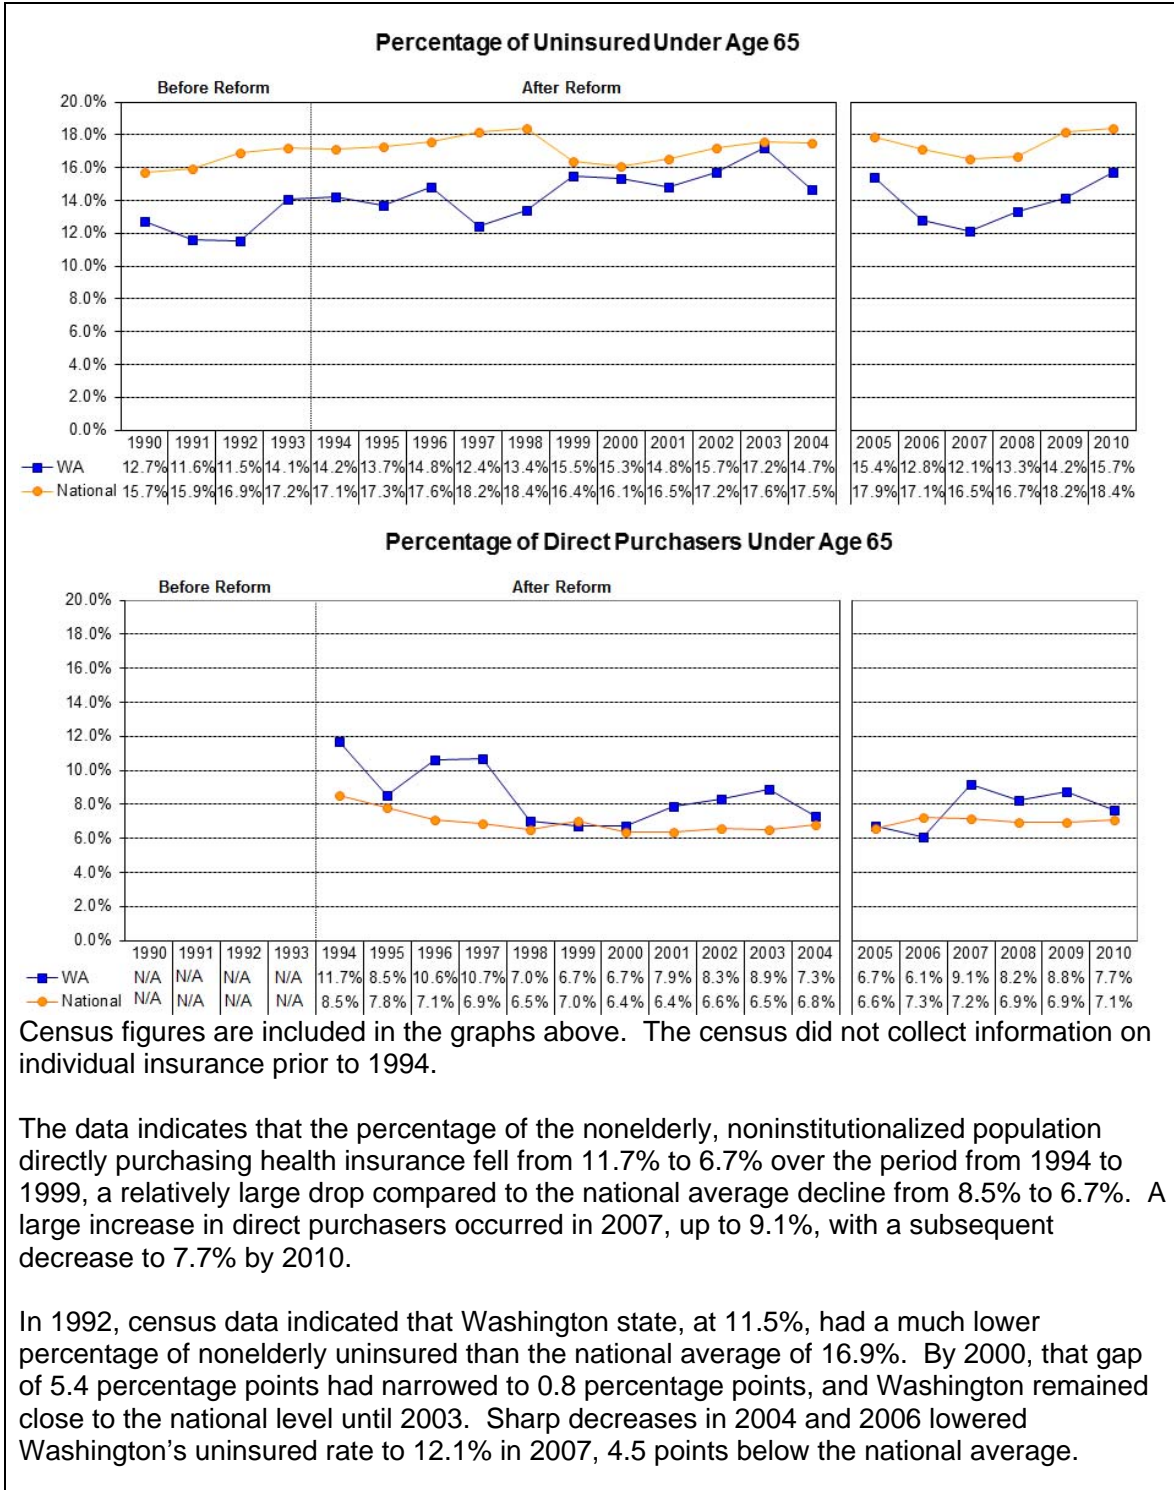 Percentage of Uninsured Under Age 65
Before Reform After Reform
20.0%
18.0%
16.0%
14.0%
12.0%
10.0%
8.0%
6.0%
4.0%
2.0%
0.0%
1990 1991 1992 1993 1994 1995 1996 1997 1998 1999 2000 2001 2002 2003 2004 2005 2006 2007 2008 2009 2010
WA 12.7% 11.6% 11.5% 14.1% 14.2% 13.7% 14.8% 12.4% 13.4% 15.5% 15.3% 14.8% 15.7% 17.2% 14.7% 15.4% 12.8% 12.1% 13.3% 14.2% 15.7%
National 15.7% 15.9% 16.9% 17.2% 17.1% 17.3% 17.6% 18.2% 18.4% 16.4% 16.1% 16.5% 17.2% 17.6% 17.5% 17.9% 17.1% 16.5% 16.7% 18.2% 18.4%
Percentage of Direct Purchasers Under Age 65
Before Reform After Reform
20.0%
18.0%
16.0%
14.0%
12.0%
10.0%
8.0%
6.0%
4.0%
2.0%
0.0%
1990 1991 1992 1993 1994 1995 1996 1997 1998 1999 2000 2001 2002 2003 2004 2005 2006 2007 2008 2009 2010
WA N/A N/A N/A N/A 11.7% 8.5% 10.6% 10.7% 7.0% 6.7% 6.7% 7.9% 8.3% 8.9% 7.3% 6.7% 6.1% 9.1% 8.2% 8.8% 7.7%
National N/A N/A N/A N/A 8.5% 7.8% 7.1% 6.9% 6.5% 7.0% 6.4% 6.4% 6.6% 6.5% 6.8% 6.6% 7.3% 7.2% 6.9% 6.9% 7.1%
Census figures are included in the graphs above. The census did not collect information on
individual insurance prior to 1994.
The data indicates that the percentage of the nonelderly, noninstitutionalized population
directly purchasing health insurance fell from 11.7% to 6.7% over the period from 1994 to
1999, a relatively large drop compared to the national average decline from 8.5% to 6.7%. A
large increase in direct purchasers occurred in 2007, up to 9.1%, with a subsequent
decrease to 7.7% by 2010.
In 1992, census data indicated that Washington state, at 11.5%, had a much lower
percentage of nonelderly uninsured than the national average of 16.9%. By 2000, that gap
of 5.4 percentage points had narrowed to 0.8 percentage points, and Washington remained
close to the national level until 2003. Sharp decreases in 2004 and 2006 lowered
Washington's uninsured rate to 12.1% in 2007, 4.5 points below the national average.